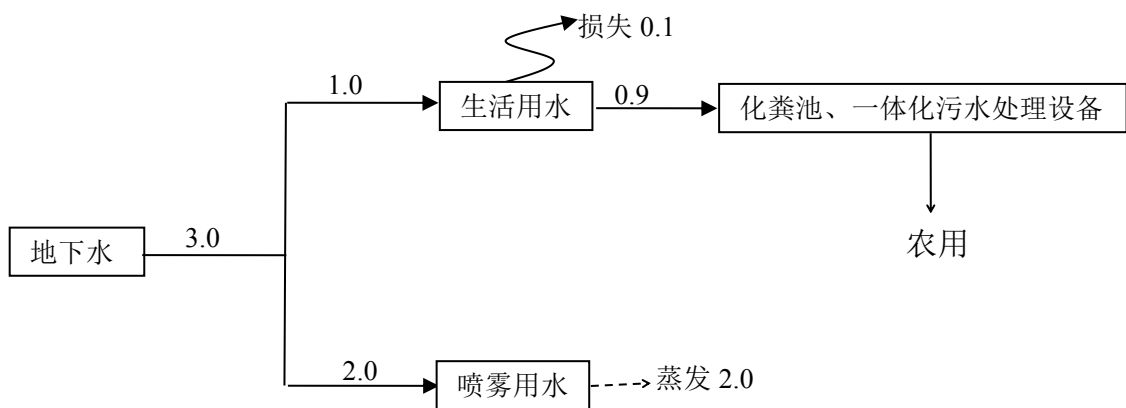 损失 0.1
1.0
生活用水
0.9
化粪池、一体化污水处理设备
地下水
3.0
农用
2.0
喷雾用水
蒸发 2.0